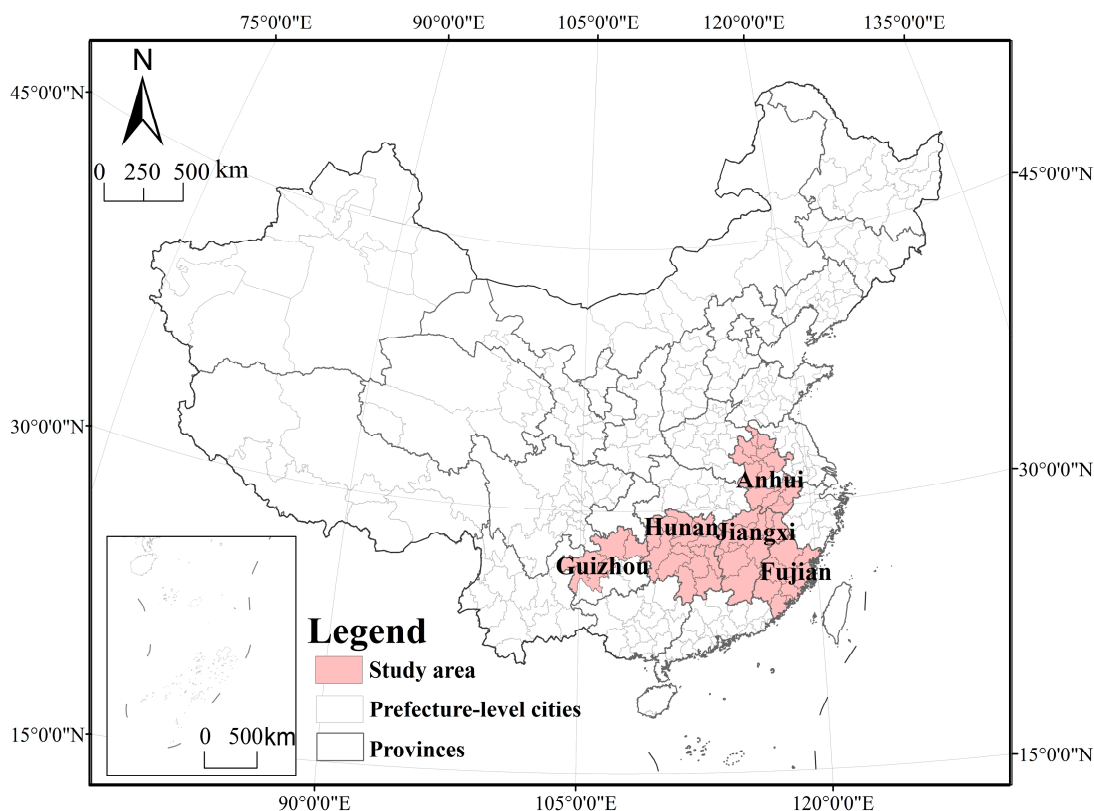 75°0'0"E
90°0'0"E
105°0'0"E
120°0'0"E
135°0'0"E
N
45°0'0"N
0 250 500 km
45°0'0"N
30°0'0"N
30°0'0"N
Anhui
Hunan
Jiangxi
Guizhou
Fujian
Legend
Study area
Prefecture-level cities
Provinces
0 500km
15°0'0"N
15°0'0"N
90°0'0"E
105°0'0"E
120°0'0"E